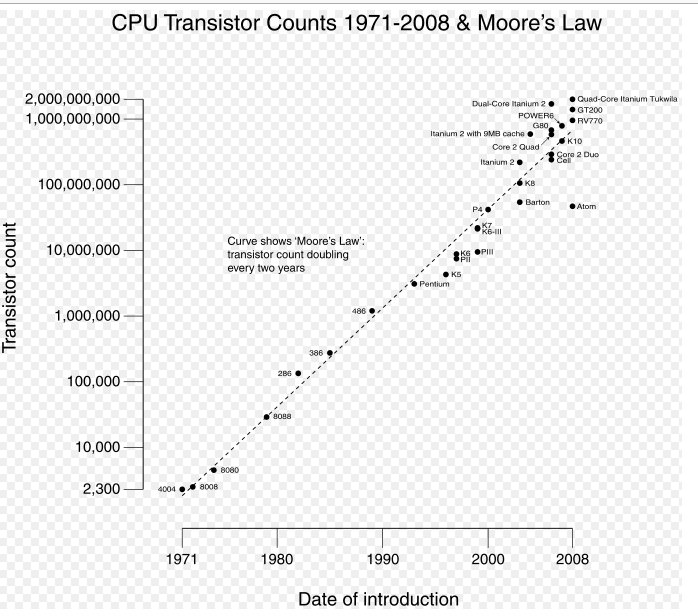 CPU Transistor Counts 1971-2008 & Moore's Law
2,000,000,000
1,000,000,000
100,000,000
10,000,000
1,000,000
100,000
10,000
2,300
Transistor count
Curve shows 'Moore's Law':
transistor count doubling
every two years
Quad-Core Itanium Tukwila
Dual-Core Itanium 2
GT200
POWER6
RV770
G80
Itanium 2 with 9MB cache
K10
Core 2 Quad
Core 2 Duo
Cell
Itanium 2
K8
Barton
Atom
P4
K7
K6-III
K6
PIII
PII
K5
Pentium
486
386
286
8088
8080
4004
8008
1971
1980
1990
2000
2008
Date of introduction